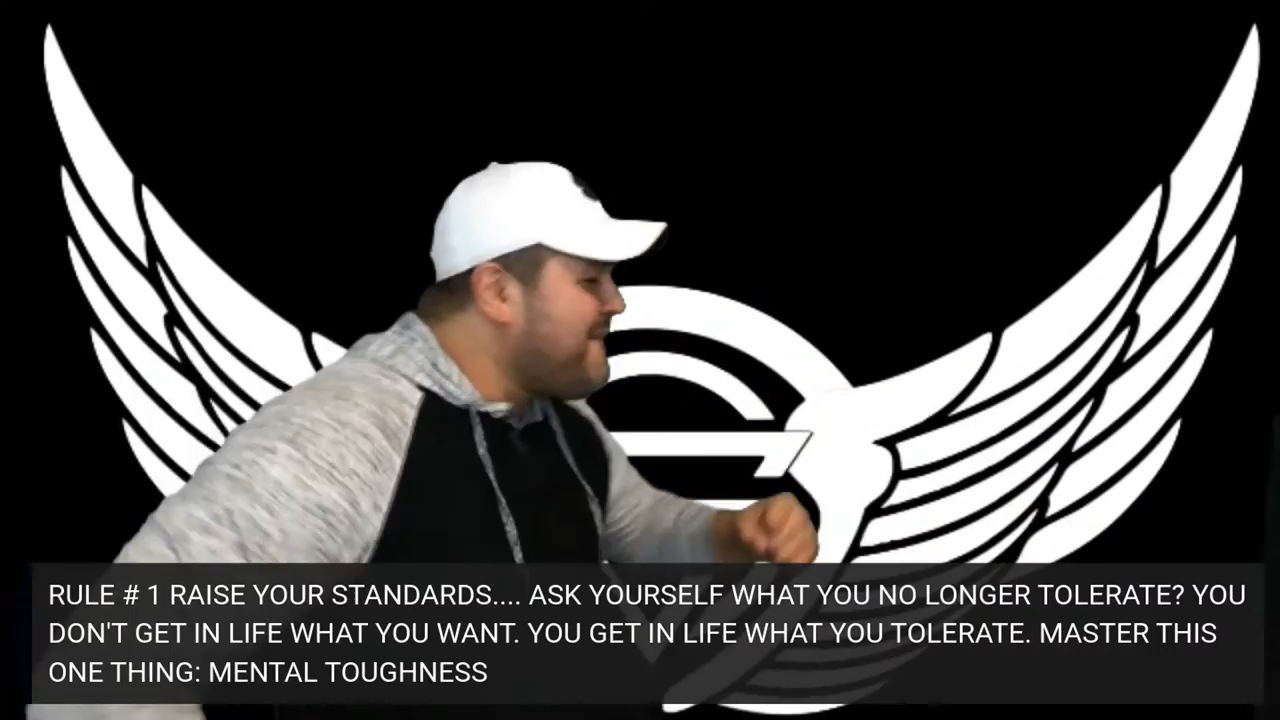 RULE # 1 RAISE YOUR STANDARDS.... ASK YOURSELF WHAT YOU NO LONGER TOLERATE? YOU
DON'T GET IN LIFE WHAT YOU WANT. YOU GET IN LIFE WHAT YOU TOLERATE. MASTER THIS
ONE THING: MENTAL TOUGHNESS